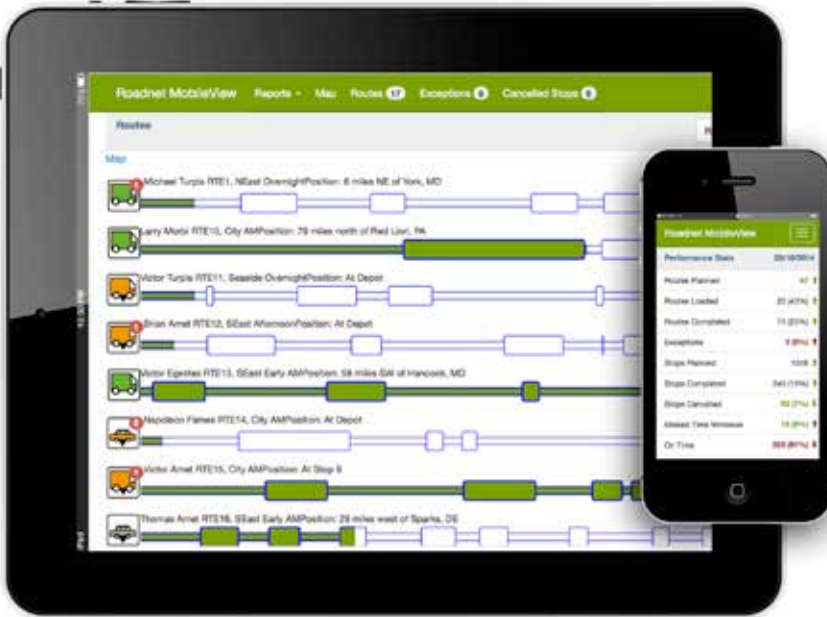 Roadnet MobileView Reports Map Routes 17 Exceptions Cancelled Stops
Routes
Map
Michael Turpis RTE1, NEast OvernightPosition: 6 miles NE of York, MD
Larry Morbi RTE10, City AMPosition: 79 miles north of Red Lion, PA
Victor Turpis RTE11, Seaside OvernightPosition: At Depot
Brian Amet RTE12, SEast AfternoonPosition: At Depot
Victor Egestas RTE13, SEast Early AMPosition: 58 miles SW of Hancock, MD
Napoleon Fames RTE14, City AMPosition: At Depot
Victor Amet RTE15, City AMPosition: At Stop 9
Thomas Amet RTE16, SEast Early AMPosition: 29 miles west of Sparks, DE
iPad
Roadnet MobileView
Performance Stats
Routes Planned
Routes Loaded
Routes Completed
Exceptions
Stops Planned
Stops Completed
Stops Cancelled
Missed Time Windows
On Time